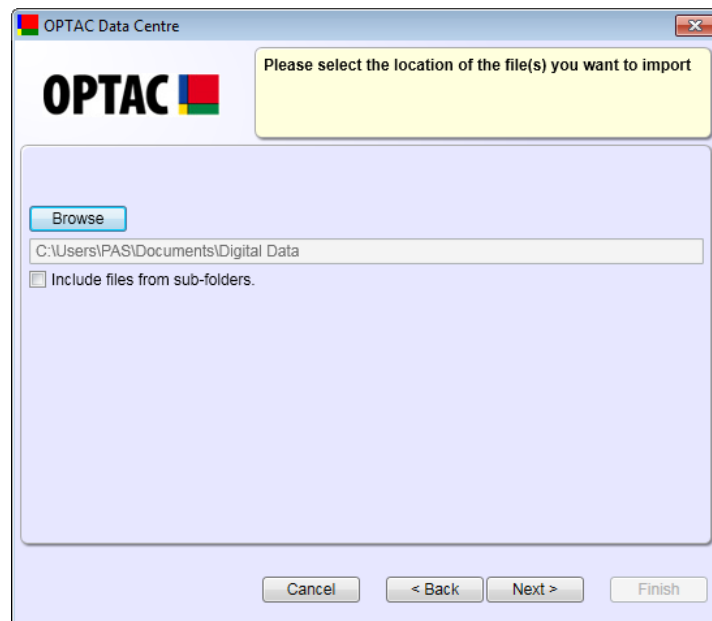 OPTAC Data Centre
OPTAC
Please select the location of the file(s) you want to import
Browse
C:\Users\PAS\Documents\Digital Data
Include files from sub-folders.
Cancel
< Back
Next >
Finish